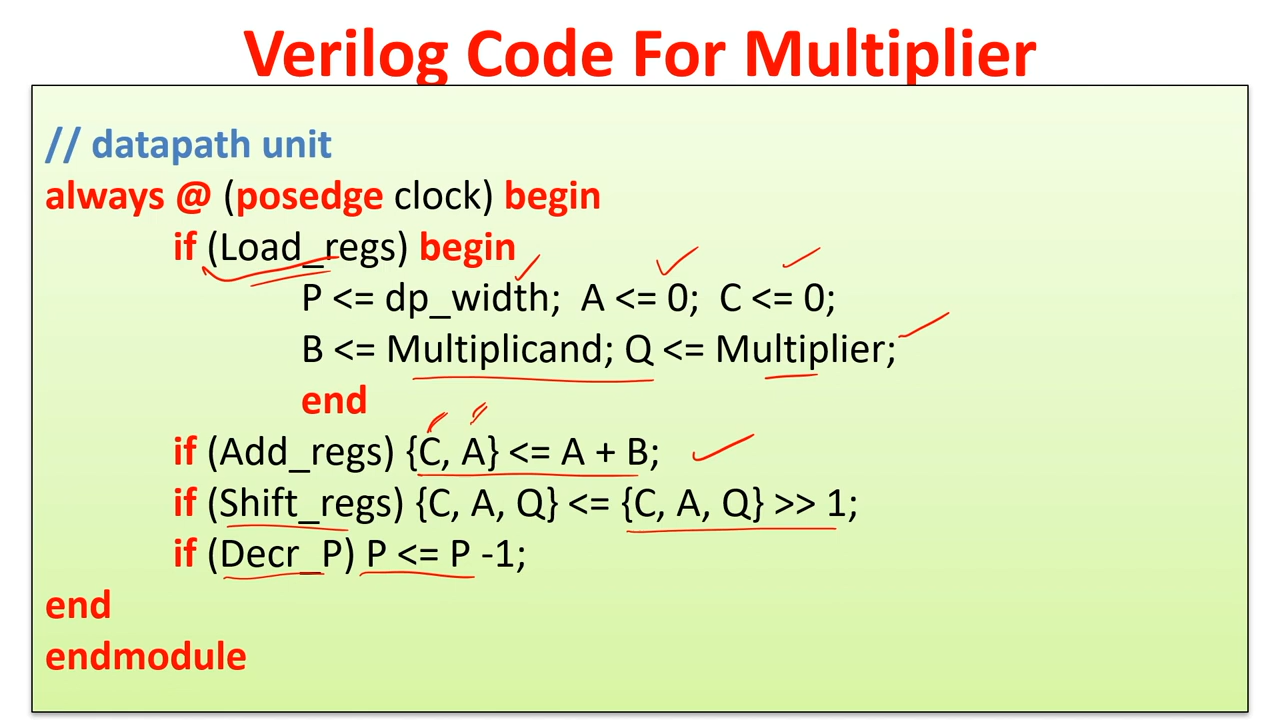 Verilog Code For Multiplier
// datapath unit
always @ (posedge clock) begin
if (Load_regs) begin
P <= dp_width; A <= 0; C <= 0;
B <= Multiplicand; Q <= Multiplier;
end
if (Add_regs) {C, A} <= A + B;
if (Shift_regs) {C, A, Q} <= {C, A, Q} >> 1;
if (Decr_P) P <= P -1;
end
endmodule